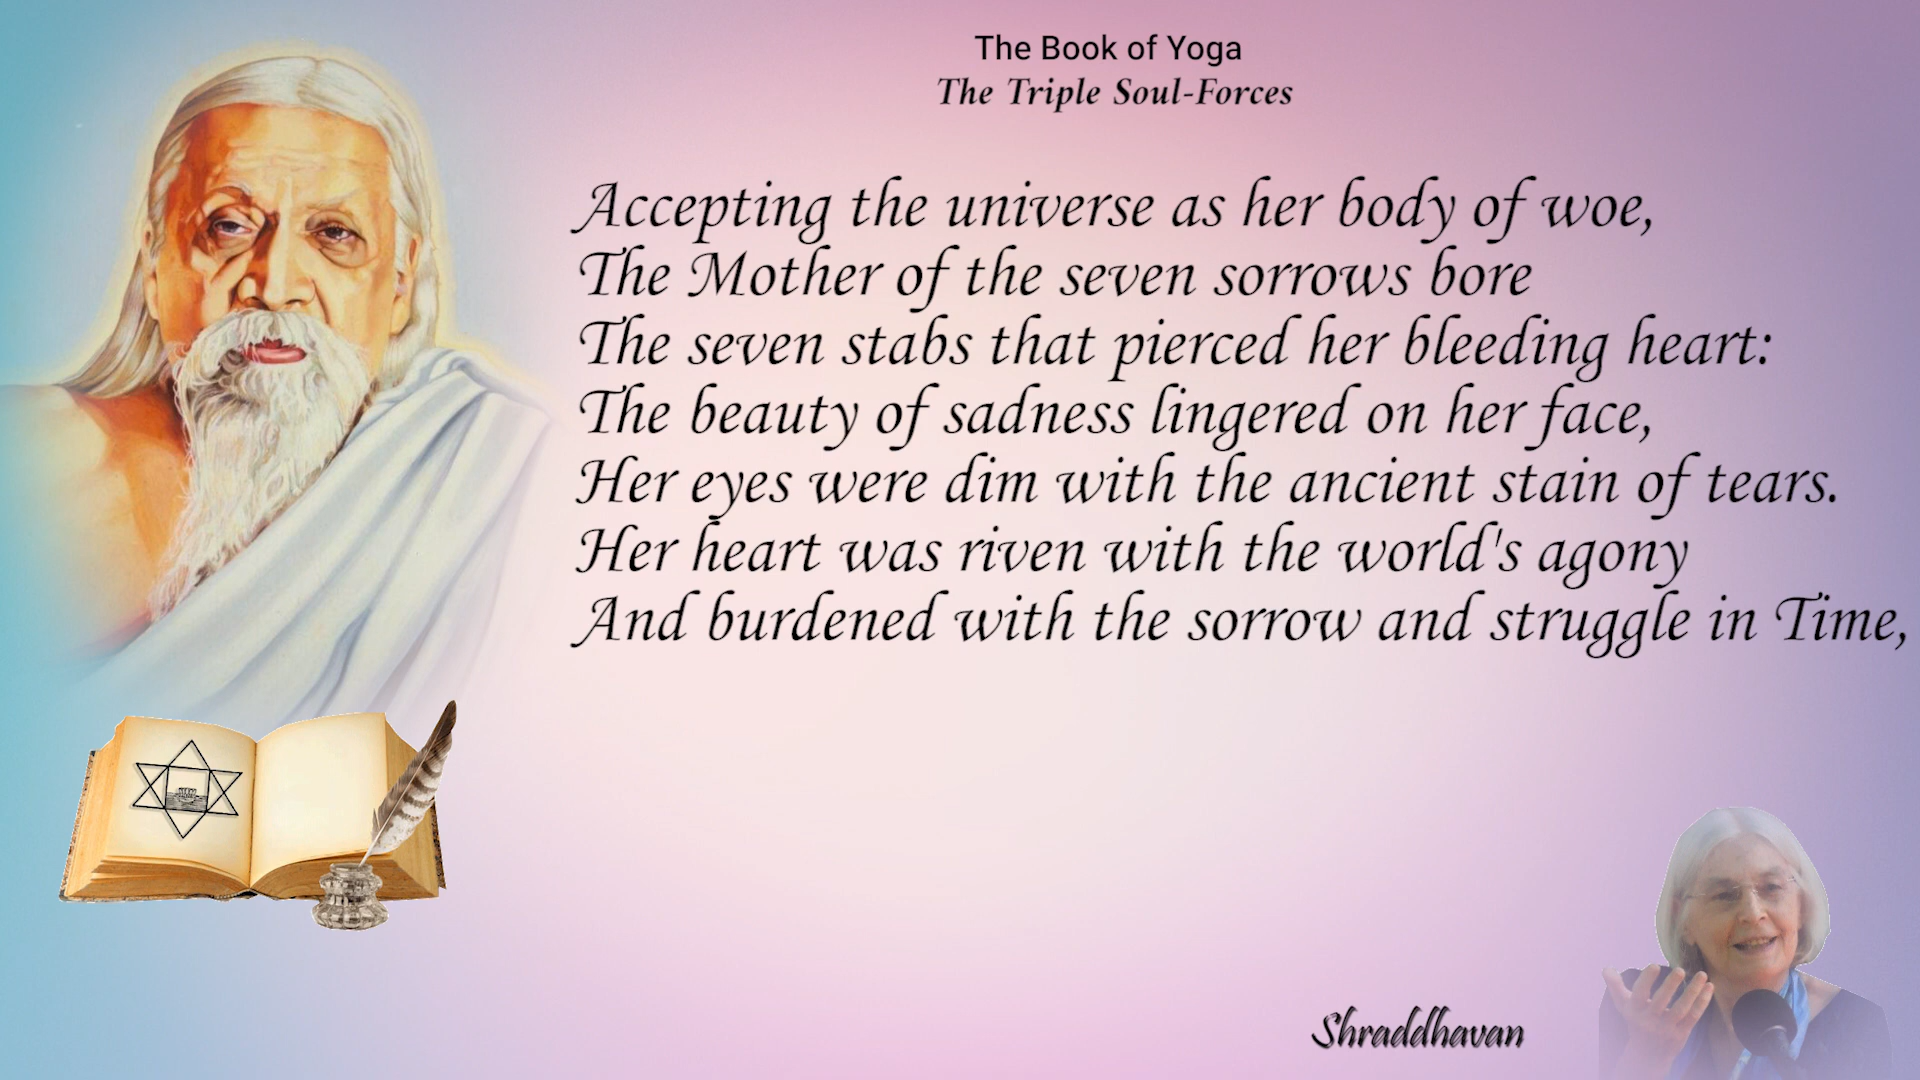 The Book of Yoga
The Triple Soul-Forces
Accepting the universe as her body of woe,
The Mother of the seven sorrows bore
The seven stabs that pierced her bleeding heart:
The beauty of sadness lingered on her face,
Her eyes were dim with the ancient stain of tears.
Her heart was riven with the world's agony
And burdened with the sorrow and struggle in Time,
Shraddhavan